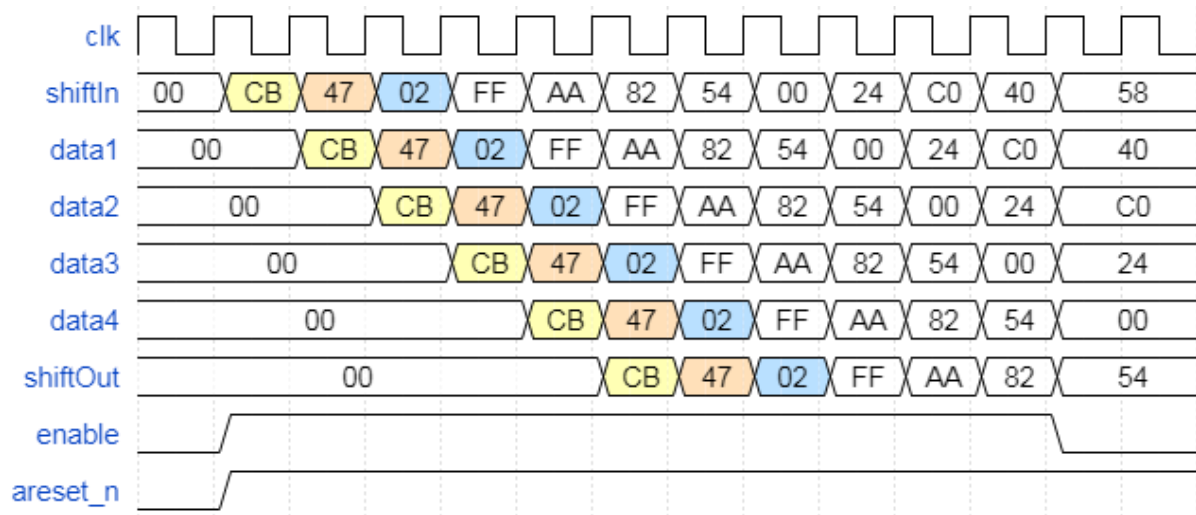 clk
shiftIn 00 CB 47 02 FF AA 82 54 00 24 C0 40 58
data1 00 CB 47 02 FF AA 82 54 00 24 C0 40
data2 00 CB 47 02 FF AA 82 54 00 24 C0
data3 00 CB 47 02 FF AA 82 54 00 24
data4 00 CB 47 02 FF AA 82 54 00
shiftOut 00 CB 47 02 FF AA 82 54
enable
areset_n